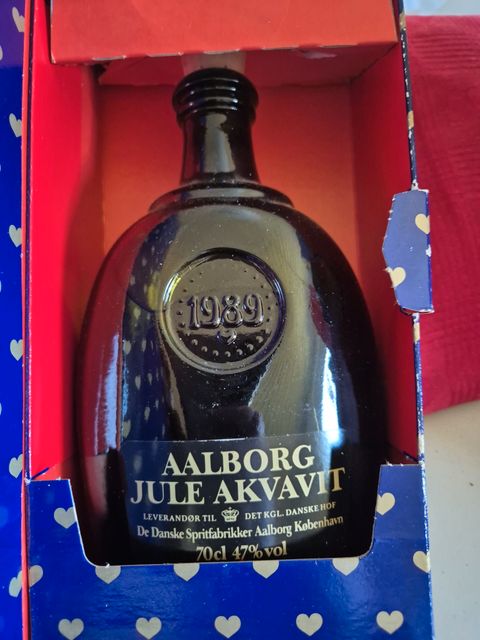 1989
AALBORG
JULE AKVAVIT
LEVERANDØR TIL DET KGL. DANSKE HOF
De Danske Spritfabrikker Aalborg København
70cl 47%vol